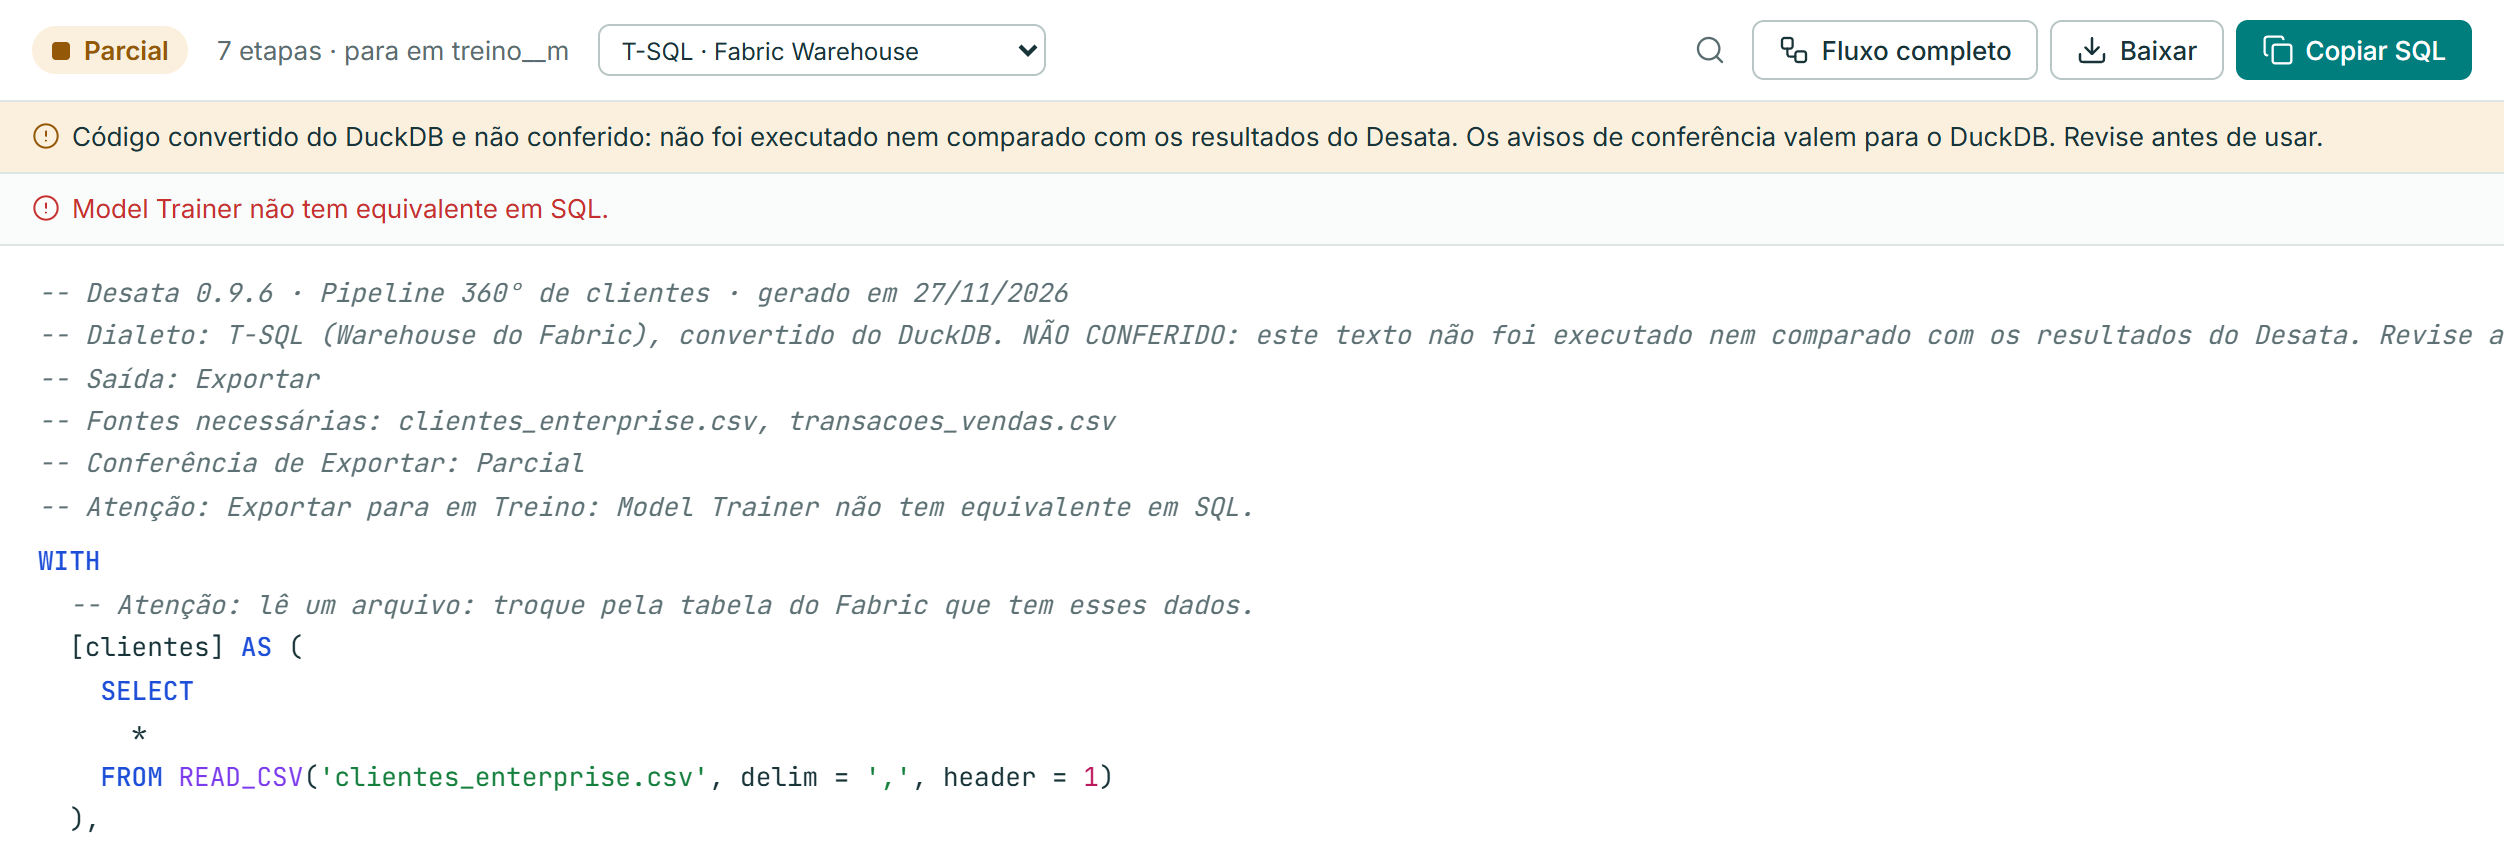 Parcial 7 etapas · para em treino__m T-SQL · Fabric Warehouse Fluxo completo Baixar Copiar SQL
Código convertido do DuckDB e não conferido: não foi executado nem comparado com os resultados do Desata. Os avisos de conferência valem para o DuckDB. Revise antes de usar.
Model Trainer não tem equivalente em SQL.
-- Desata 0.9.6 · Pipeline 360° de clientes · gerado em 27/11/2026
-- Dialeto: T-SQL (Warehouse do Fabric), convertido do DuckDB. NÃO CONFERIDO: este texto não foi executado nem comparado com os resultados do Desata. Revise a
-- Saída: Exportar
-- Fontes necessárias: clientes_enterprise.csv, transacoes_vendas.csv
-- Conferência de Exportar: Parcial
-- Atenção: Exportar para em Treino: Model Trainer não tem equivalente em SQL.
WITH
-- Atenção: lê um arquivo: troque pela tabela do Fabric que tem esses dados.
[clientes] AS (
SELECT
*
FROM READ_CSV('clientes_enterprise.csv', delim = ',', header = 1)
),